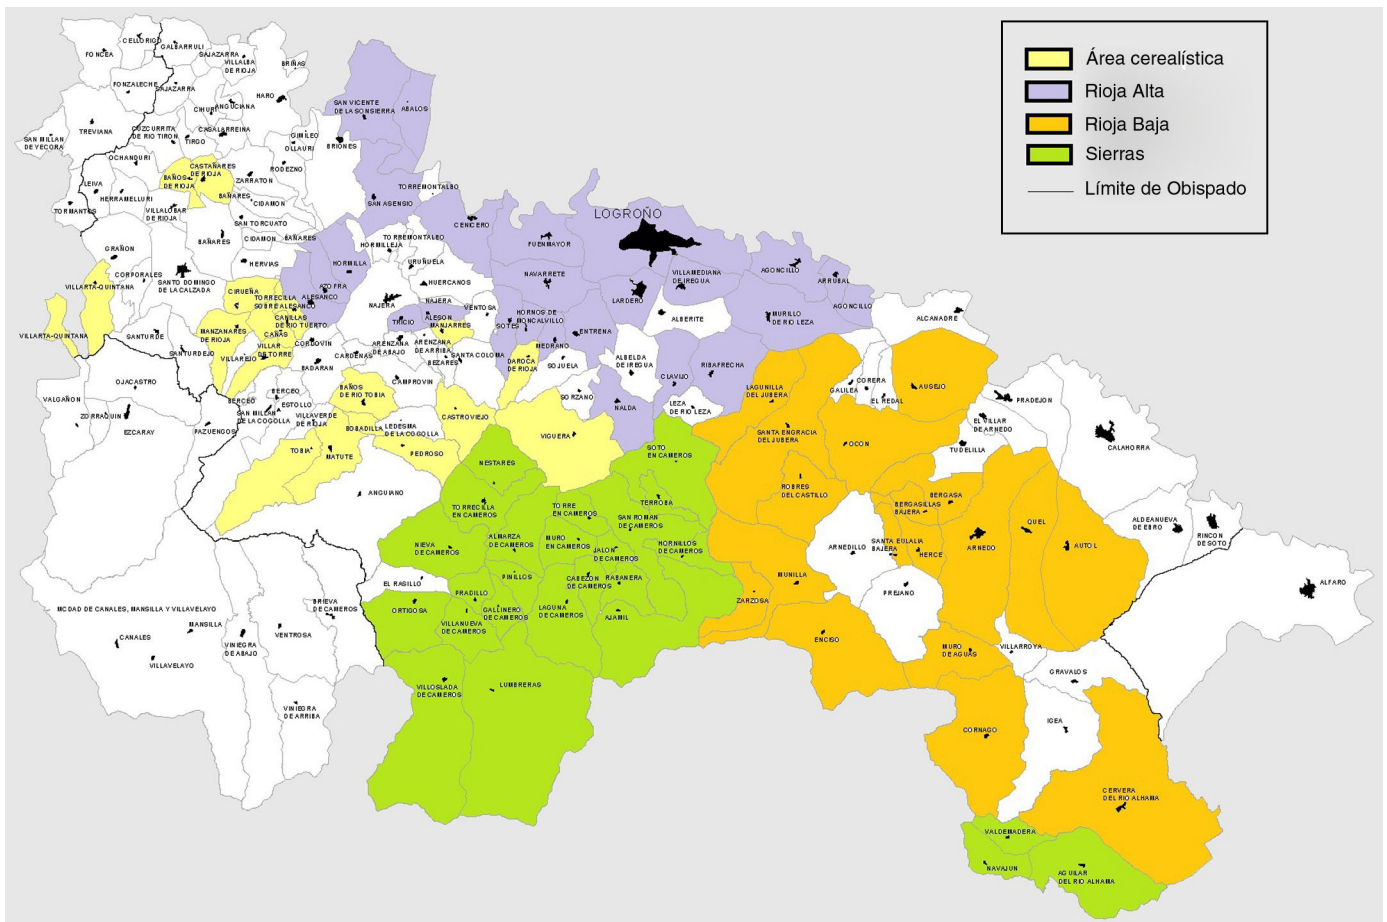 Área cerealística
Rioja Alta
Rioja Baja
Sierras
Límite de Obispado
CELLORIGO
GALBARRULI
FONCEA
SAJAZARRA
VILLALBA
DE RIOJA
BRIÑAS
FONZALECHE
SAJAZARRA
HARO
CIHURI
ANGUCIANA
SAN VICENTE
DE LA SONSIERRA
ABALOS
TREVIANA
SAN MILLAN
DE YECORA
CUZCURRITA
DE RIO TIRON
TIRGO
CASALARREINA
GIMILEO
OLLAURI
BRIONES
OCHANDURI
CASTAÑARES
DE RIOJA
BAÑOS
DE RIOJA
ZARRATON
RODEZNO
LEIVA
HERRAMELLURI
BAÑARES
CIDAMON
TORREMONTALBO
TORMANTOS
VILLALOBAR
DE RIOJA
SAN ASENSIO
SAN TORCUATO
CENICERO
LOGROÑO
BAÑARES
CIDAMON
BAÑARES
TORREMONTALBO
HORMILLEJA
FUENMAYOR
GRAÑON
HERVIAS
HORMILLA
URUÑUELA
CORPORALES
SANTO DOMINGO
DE LA CALZADA
NAVARRETE
VILLAMEDIANA
DE IREGUA
AGONCILLO
ARRUBAL
VILLARTA-QUINTANA
CIRUEÑA
AZOFRA
HUERCANOS
TORRECILLA
SOBRE ALESANCO
ALESANCO
NAJERA
NAJERA
LARDERO
AGONCILLO
VENTOSA
HORNOS DE
MONCALVILLO
ALBERITE
MURILLO
DE RIO LEZA
ALCANADRE
CANILLAS
DE RIO TUERTO
TRICIO
ALESON
MANJARRES
SOTES
ENTRENA
VILLARTA-QUINTANA
SANTURDE
MANZANARES
DE RIOJA
CAÑAS
CORDOVIN
ARENZANA
DE ABAJO
ARENZANA
DE ARRIBA
MEDRANO
SANTURDEJO
VILLAREJO
VILLAR
DE TORRE
CARDENAS
BEZARES
SANTA COLOMA
DAROCA
DE RIOJA
SOJUELA
ALBELDA
DE IREGUA
RIBAFRECHA
BADARAN
CAMPROVIN
CLAVIJO
GALILEA
CORERA
EL REDAL
AUSEJO
OJACASTRO
BERCEO
BAÑOS
DE RIO TOBIA
SORZANO
LAGUNILLA
DEL JUBERA
PRADEJON
VALGAÑON
ZORRAQUIN
EZCARAY
PAZUENGOS
BERCEO
SAN MILLAN
DE LA COGOLLA
ESTOLLO
VILLAVERDE
DE RIOJA
CASTROVIEJO
NALDA
LEZA
DE RIO LEZA
EL VILLAR
DE ARNEDO
BOBADILLA
LEDESMA
DE LA COGOLLA
VIGUERA
SANTA ENGRACIA
DEL JUBERA
OCON
TUDELILLA
CALAHORRA
TOBIA
MATUTE
PEDROSO
SOTO
EN CAMEROS
NESTARES
ANGUIANO
ROBRES
DEL CASTILLO
BERGASA
BERGASILLAS
BAJERA
TORRECILLA
EN CAMEROS
TORRE
EN CAMEROS
TERROBA
SAN ROMAN
DE CAMEROS
QUEL
ALDEANUEVA
DE EBRO
RINCON
DE SOTO
NIEVA
DE CAMEROS
ALMARZA
DE CAMEROS
MURO
EN CAMEROS
JALON
DE CAMEROS
HORNILLOS
DE CAMEROS
ARNEDILLO
SANTA EULALIA
BAJERA
HERCE
ARNEDO
AUTOL
EL RASILLO
PINILLOS
CABEZON
DE CAMEROS
RABANERA
MUNILLA
PREJANO
ALFARO
MCDAD DE CANALES, MANSILLA Y VILLAVELAYO
BRIEVA
DE CAMEROS
ORTIGOSA
PRADILLO
GALLINERO
DE CAMEROS
LAGUNA
DE CAMEROS
AJAMIL
ZARZOSA
VILLANUEVA
DE CAMEROS
CANALES
MANSILLA
VENTROSA
VINIEGRA
DE ABAJO
VILLAVELAYO
ENCISO
MURO
DE AGUAS
VILLARROYA
GRAVALOS
VILLOSLADA
DE CAMEROS
LUMBRERAS
VINIEGRA
DE ARRIBA
CORNAGO
IGEA
CERVERA
DEL RIO ALHAMA
VALDEMADERA
NAVAJUN
AGUILAR
DEL RIO ALHAMA